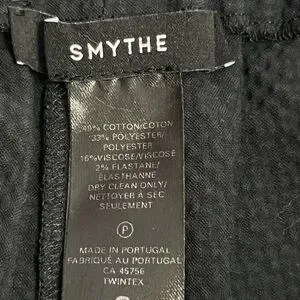 SMYTHE
49% COTTON/COTON
33% POLYESTER/
POLYESTER
16%VISCOSE/VISCOSE
2% ELASTANE/
ÉLASTHANNE
DRY CLEAN ONLY/
NETTOYER À SEC
SEULEMENT
P
MADE IN PORTUGAL
FABRIQUÉ AU PORTUGAL
CA 45756
TWINTEX